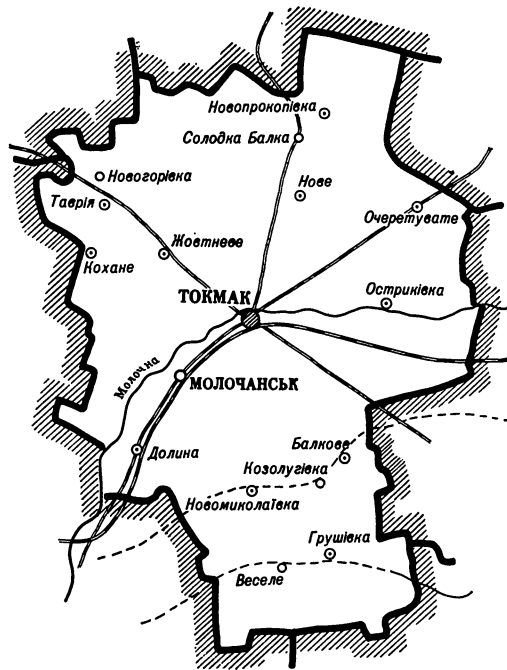 Новопрокопівка
Солодка Балка
Новогорівка
Нове
Таврія
Очеретувате
Жовтневе
Кохане
Остриківка
ТОКМАК
Молочна
МОЛОЧАНСЬК
Долина
Балкове
Козолугівка
Новомиколаївка
Грушівка
Веселе